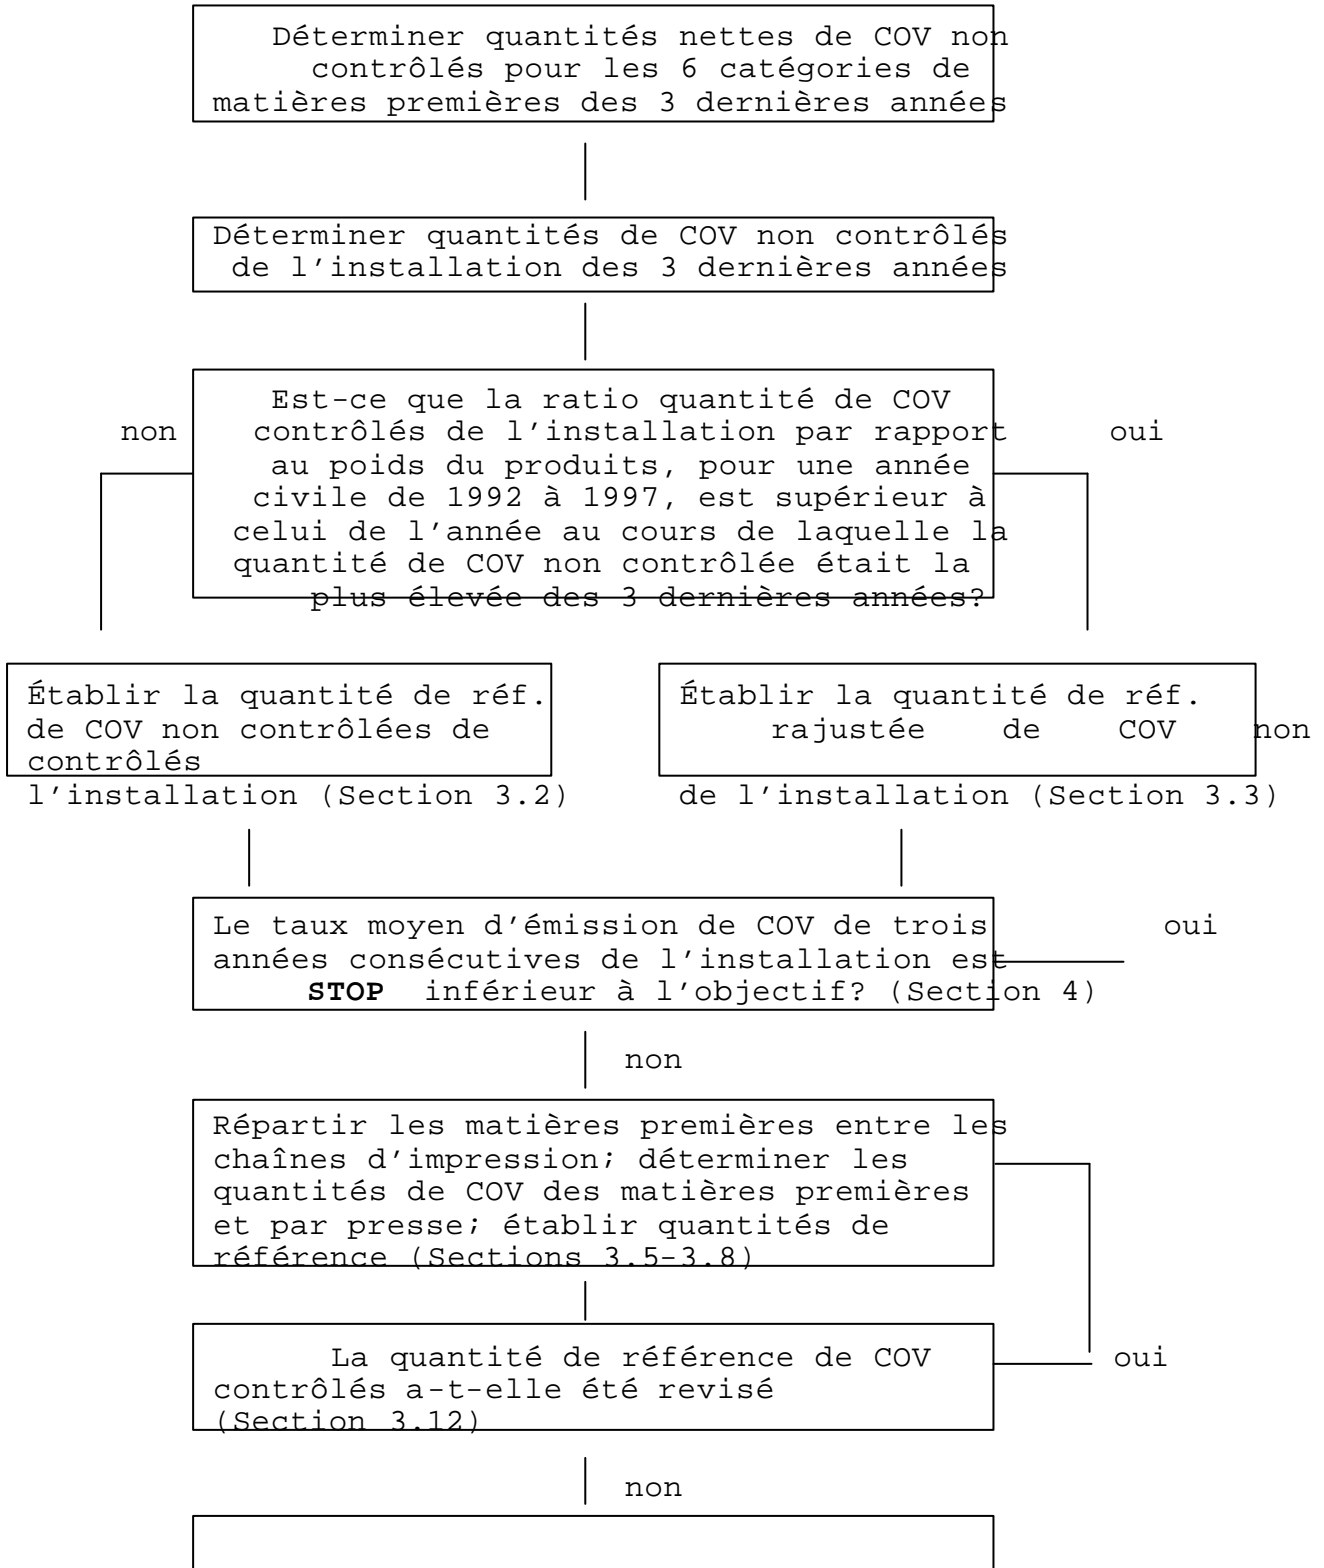 Déterminer quantités nettes de COV non
contrôlés pour les 6 catégories de
matières premières des 3 dernières années
Déterminer quantités de COV non contrôlés
de l'installation des 3 dernières années
Est-ce que la ratio quantité de COV
non
contrôlés de l'installation par rapport
oui
au poids du produits, pour une année
civile de 1992 à 1997, est supérieur à
celui de l'année au cours de laquelle la
quantité de COV non contrôlée était la
plus élevée des 3 dernières années?
Établir la quantité de réf.
de COV non contrôlées de
contrôlés
l'installation (Section 3.2)
Établir la quantité de réf.
rajustée de COV non
de l'installation (Section 3.3)
Le taux moyen d'émission de COV de trois
oui
années consécutives de l'installation est
STOP inférieur à l'objectif? (Section 4)
non
Répartir les matières premières entre les
chaînes d'impression; déterminer les
quantités de COV des matières premières
et par presse; établir quantités de
référence (Sections 3.5-3.8)
La quantité de référence de COV
oui
contrôlés a-t-elle été revisé
(Section 3.12)
non